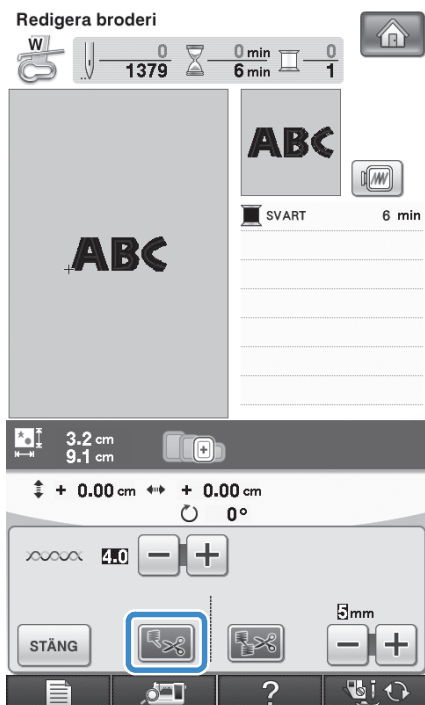 Redigera broderi
W
0
1379
0 min
6 min
0
1
ABC
ABC
SVART 6 min
3.2 cm
9.1 cm
+ 0.00 cm + 0.00 cm
0°
4.0 − +
5mm
STÄNG
− +
?